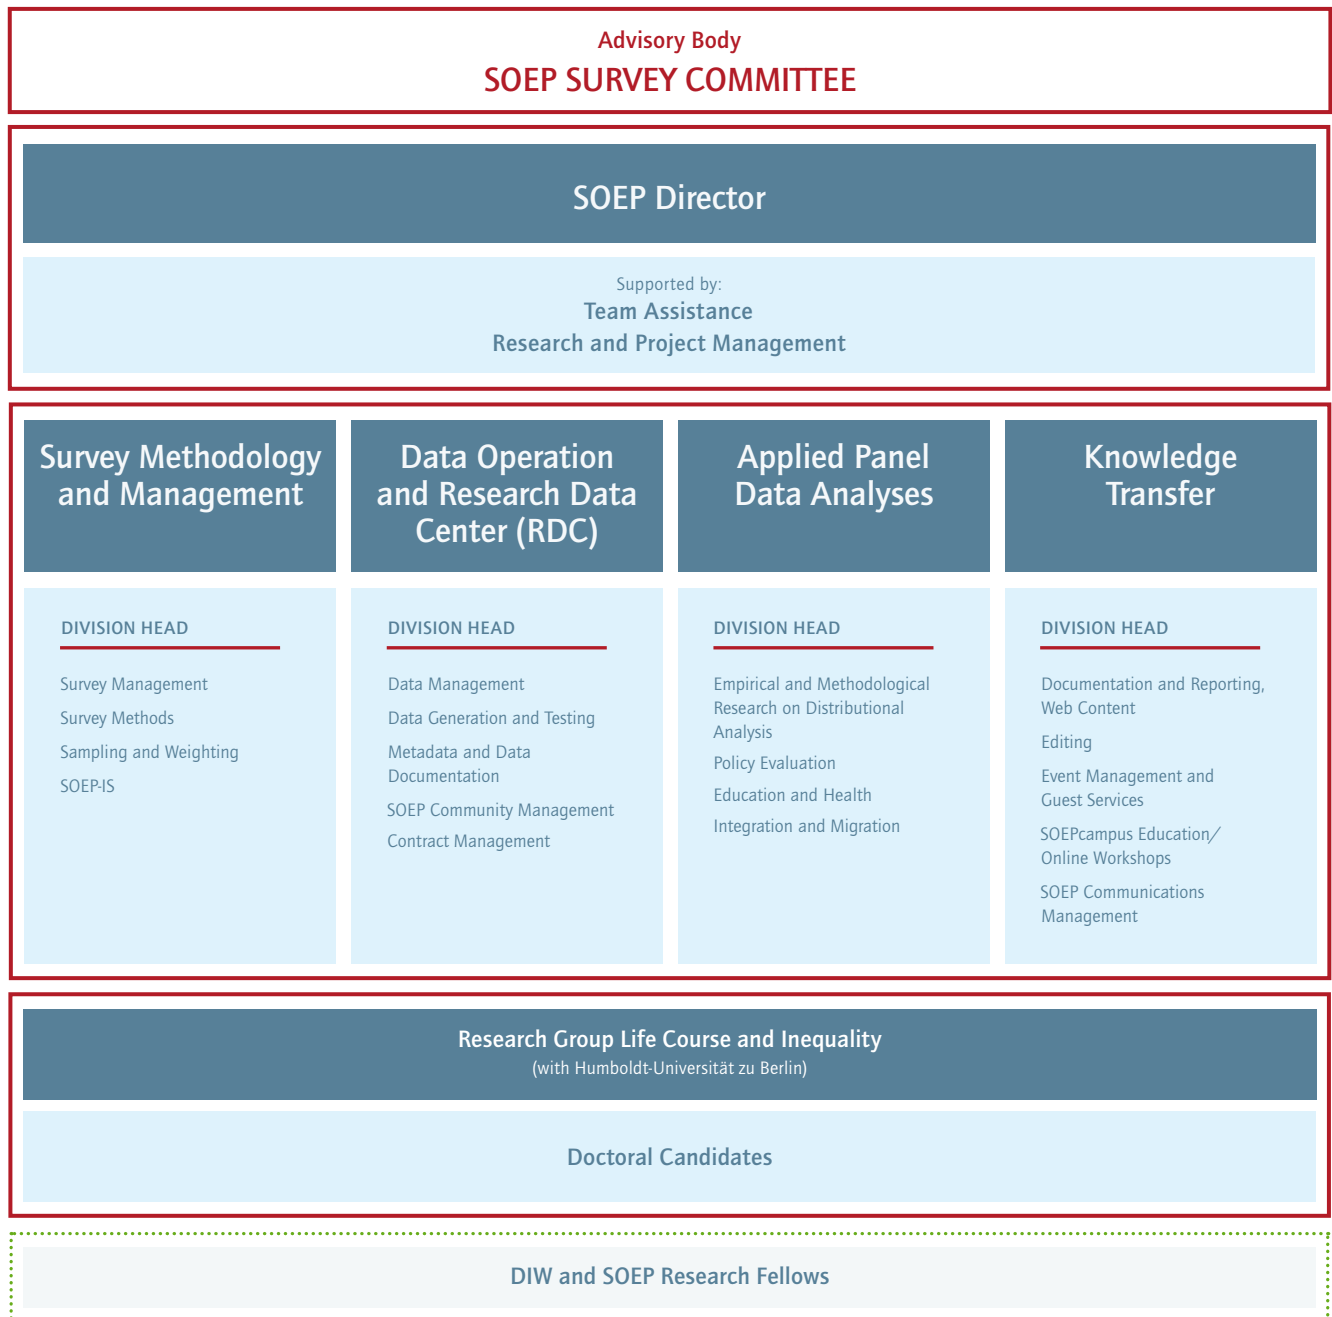 Advisory Body
SOEP SURVEY COMMITTEE
SOEP Director
Supported by:
Team Assistance
Research and Project Management
Survey Methodology
and Management
DIVISION HEAD
Survey Management
Survey Methods
Sampling and Weighting
SOEP-IS
Data Operation
and Research Data
Center (RDC)
DIVISION HEAD
Data Management
Data Generation and Testing
Metadata and Data
Documentation
SOEP Community Management
Contract Management
Applied Panel
Data Analyses
DIVISION HEAD
Empirical and Methodological
Research on Distributional
Analysis
Policy Evaluation
Education and Health
Integration and Migration
Knowledge
Transfer
DIVISION HEAD
Documentation and Reporting,
Web Content
Editing
Event Management and
Guest Services
SOEPcampus Education/
Online Workshops
SOEP Communications
Management
Research Group Life Course and Inequality
(with Humboldt-Universität zu Berlin)
Doctoral Candidates
DIW and SOEP Research Fellows